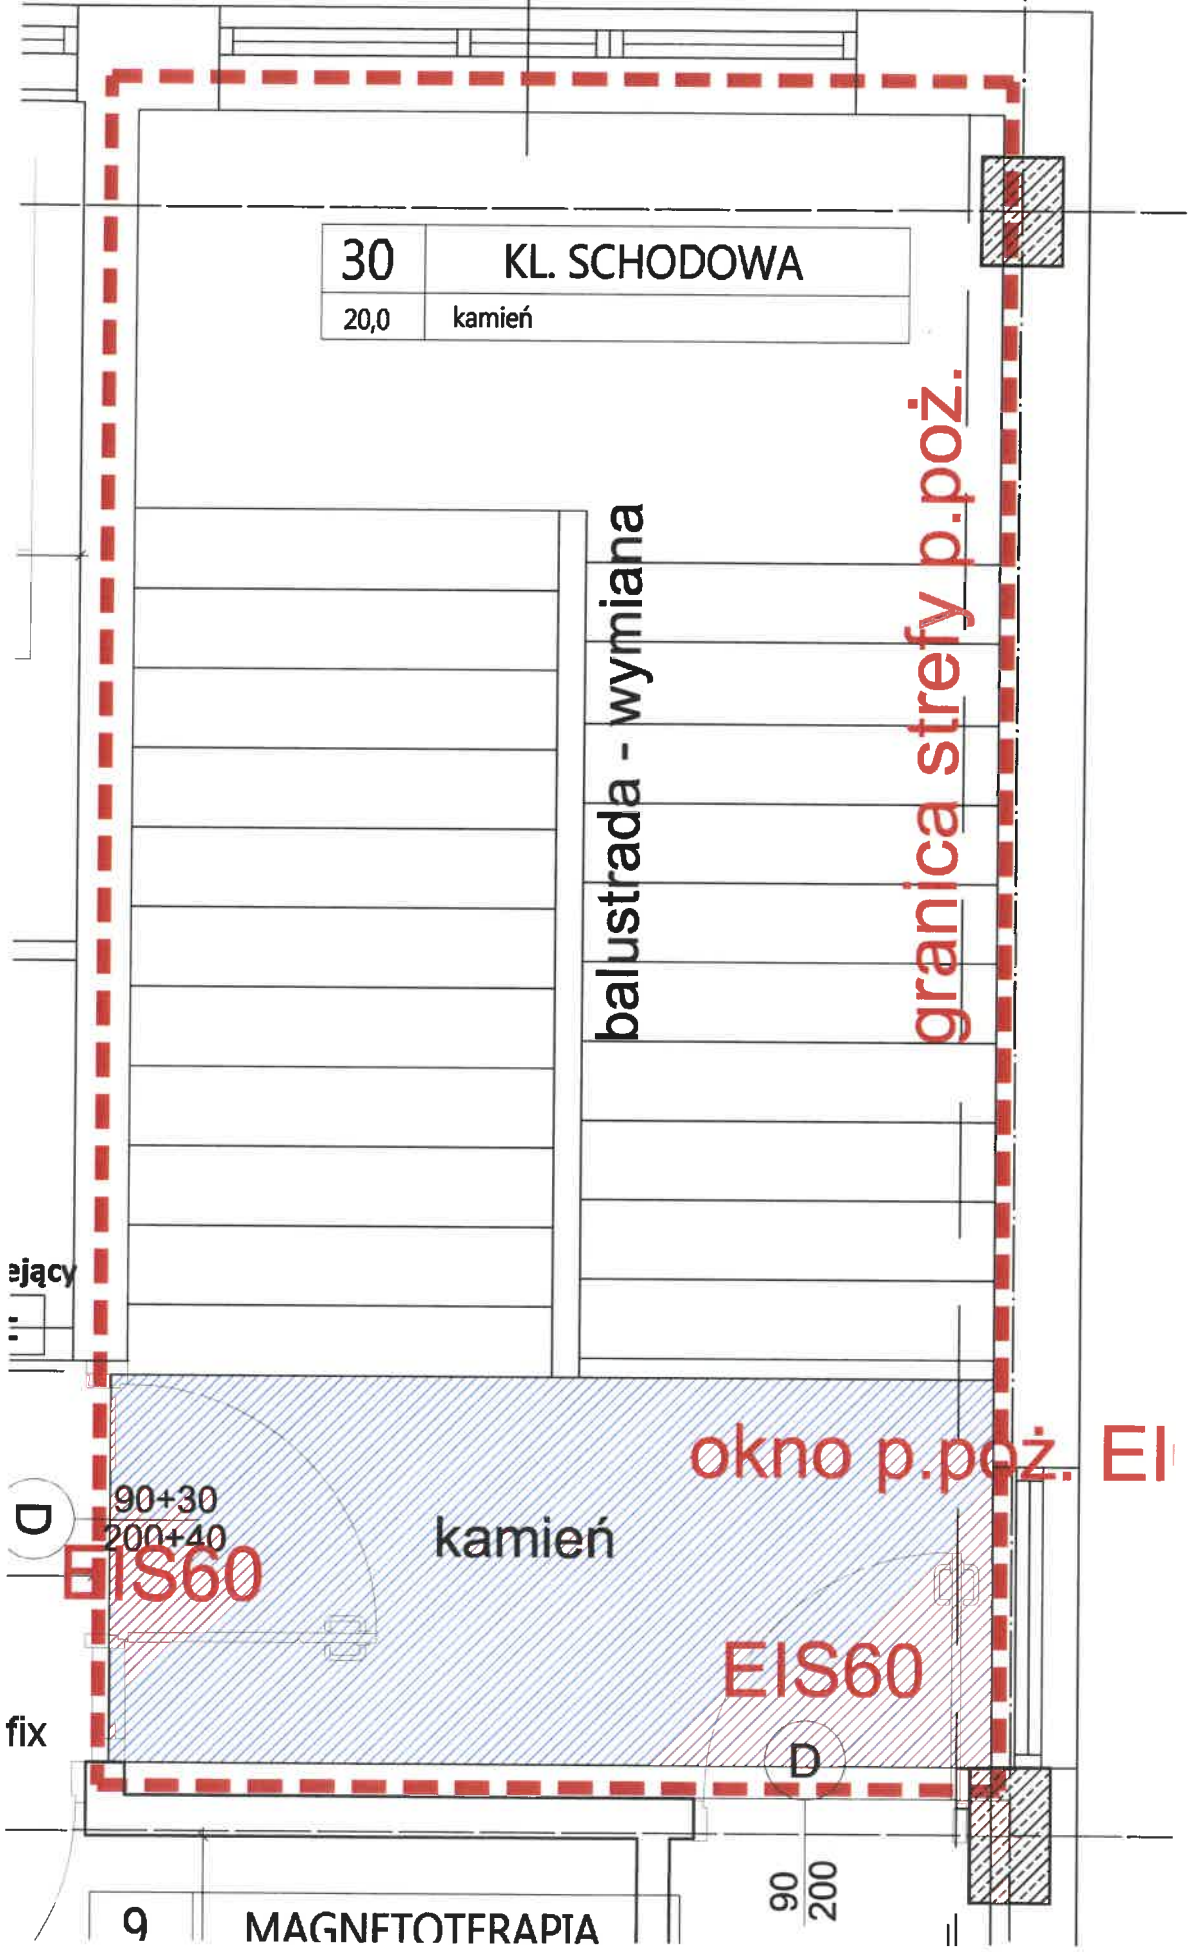 30 KL. SCHODOWA
20,0 kamień
granica strefy p.poż.
balustrada - wymiana
ejący
okno p.poż. EI
90+30
200+40
D
EIS60
kamień
EIS60
fix
D
90
200
9 MAGNETOTERAPIA